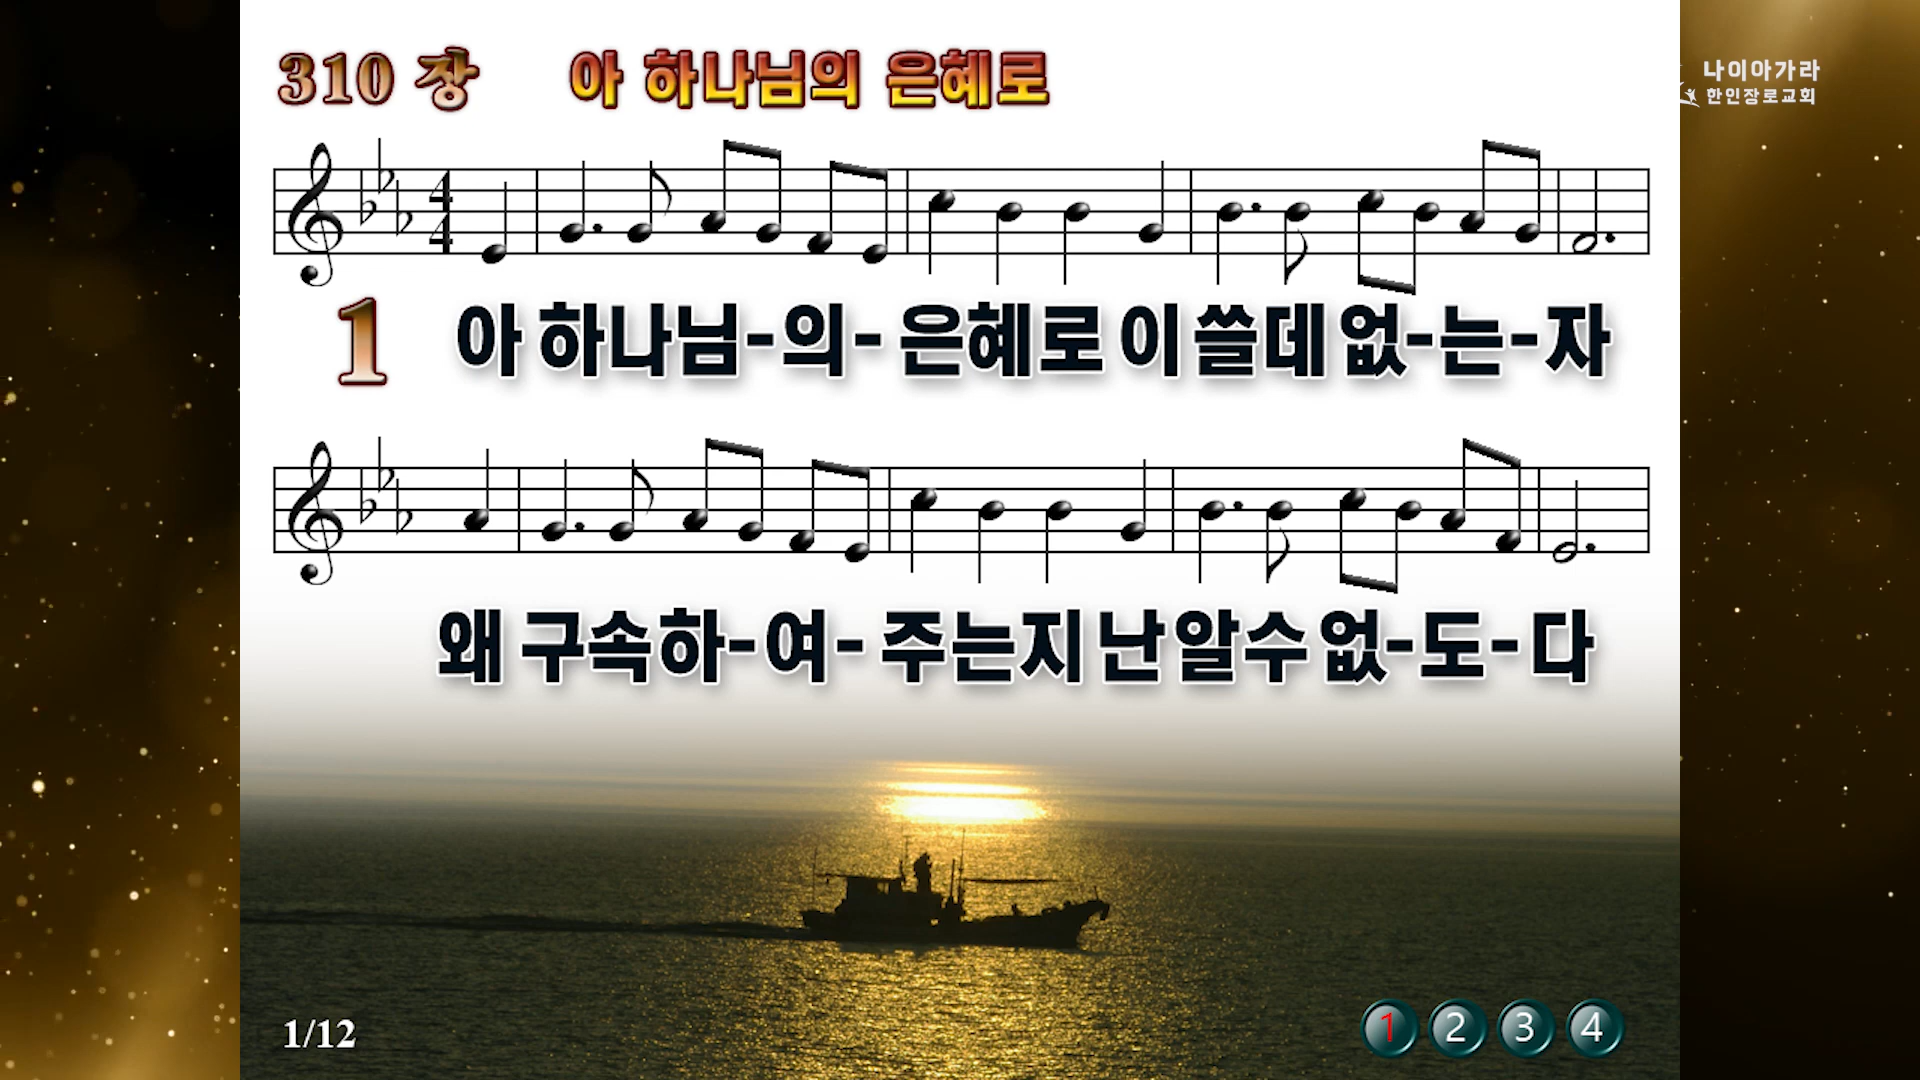 310 장 아 하나님의 은혜로
나이아가라
한인장로교회
4
4
1 아 하나님-의- 은혜로 이 쓸데 없-는- 자
왜 구속하-여- 주는지 난 알수 없-도- 다
1/12
1 2 3 4